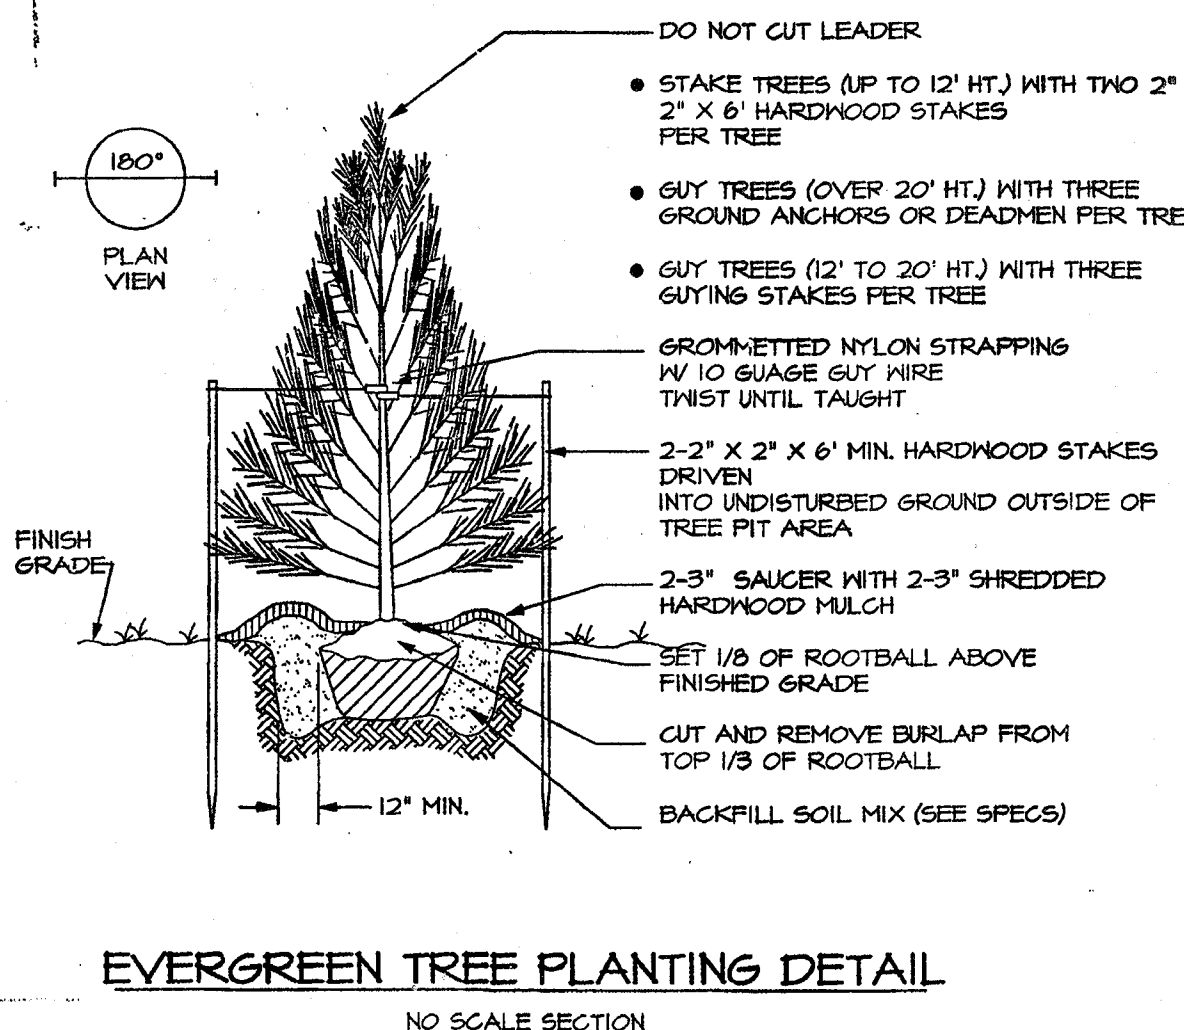 DO NOT CUT LEADER
● STAKE TREES (UP TO 12' HT.) WITH TWO 2"
2" X 6' HARDWOOD STAKES
PER TREE
180°
PLAN
VIEW
● GUY TREES (OVER 20' HT.) WITH THREE
GROUND ANCHORS OR DEADMEN PER TRE
● GUY TREES (12' TO 20' HT.) WITH THREE
GUYING STAKES PER TREE
GROMMETTED NYLON STRAPPING
W/ 10 GUAGE GUY WIRE
TWIST UNTIL TAUGHT
2-2" X 2" X 6' MIN. HARDWOOD STAKES
DRIVEN
INTO UNDISTURBED GROUND OUTSIDE OF
TREE PIT AREA
FINISH
GRADE
2-3" SAUCER WITH 2-3" SHREDDED
HARDWOOD MULCH
SET 1/8 OF ROOTBALL ABOVE
FINISHED GRADE
CUT AND REMOVE BURLAP FROM
TOP 1/3 OF ROOTBALL
12" MIN.
BACKFILL SOIL MIX (SEE SPECS)
EVERGREEN TREE PLANTING DETAIL
NO SCALE SECTION